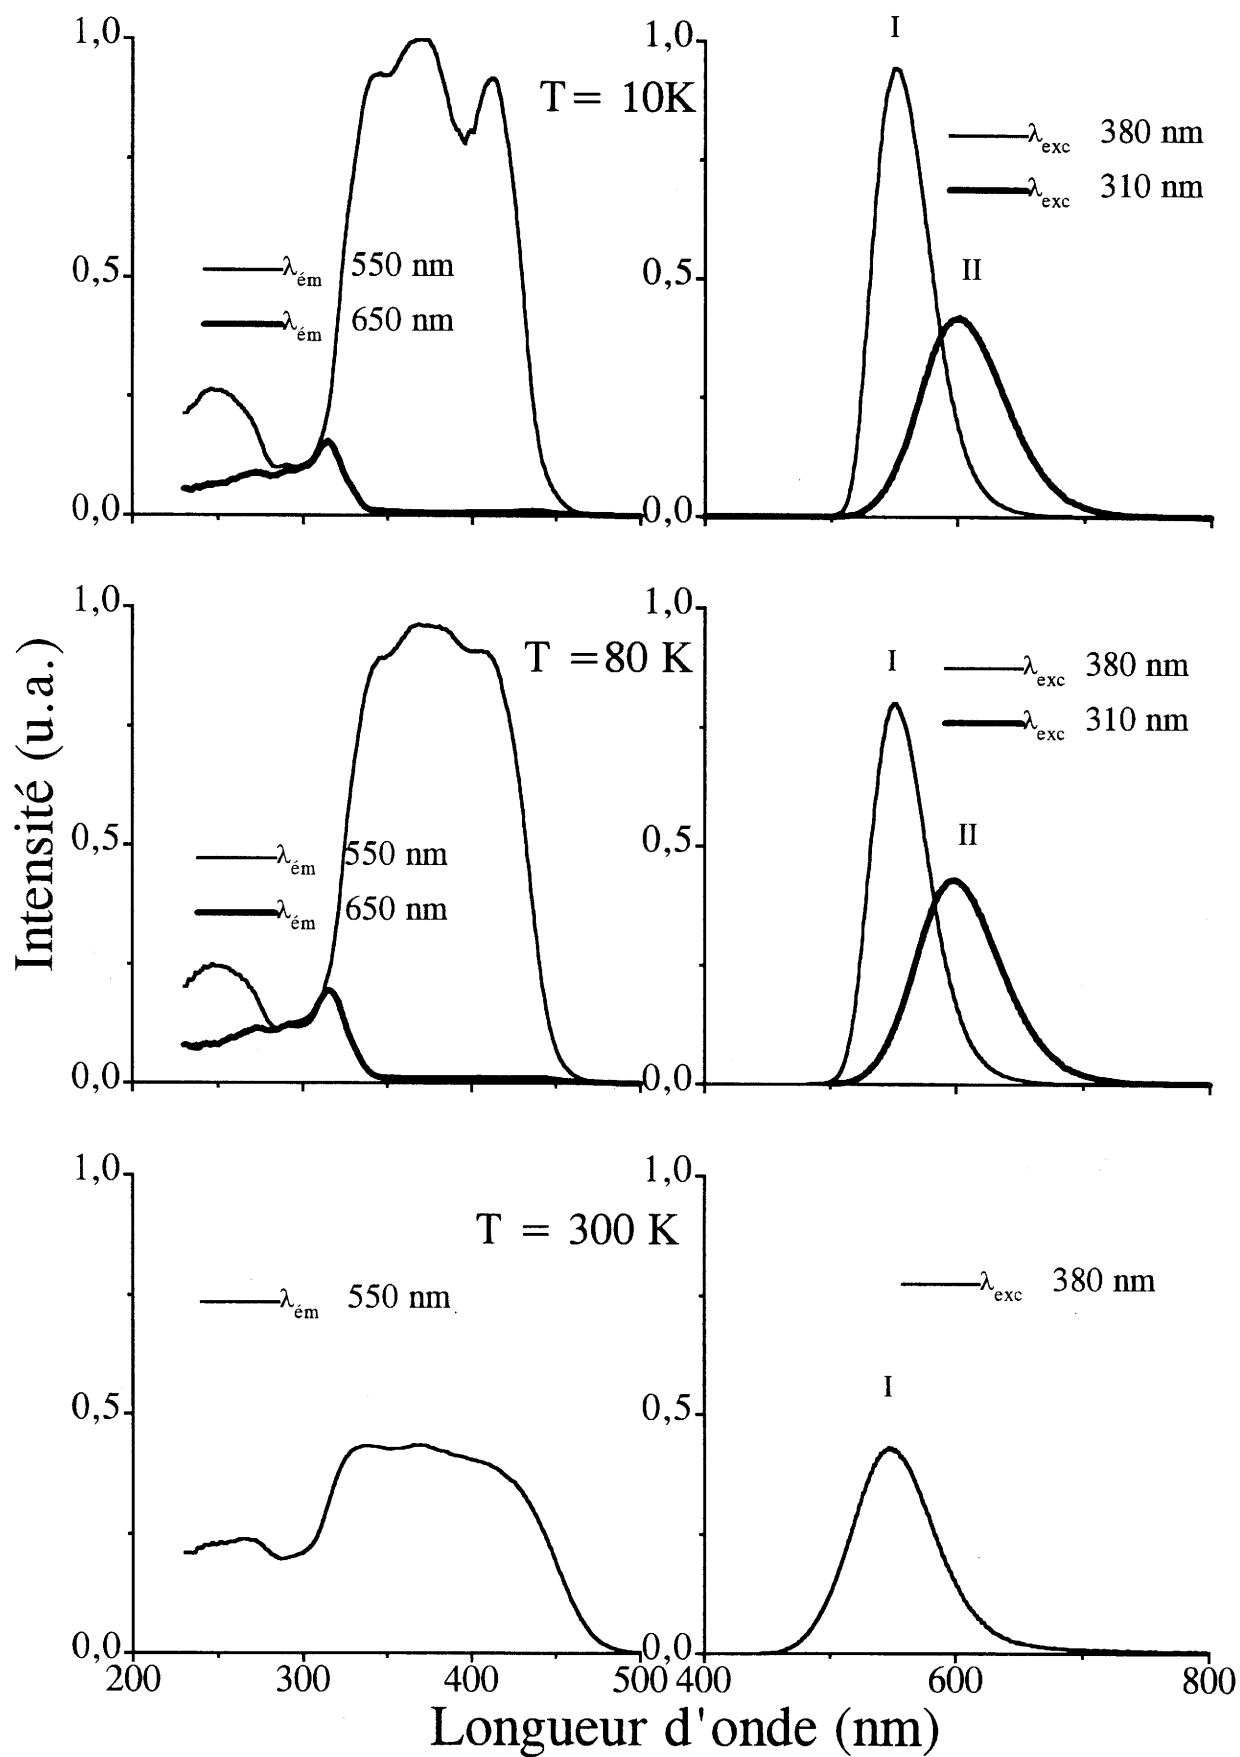 1,0
0,5
0,0
T= 10K
λém 550 nm
λém 650 nm
1,0
0,5
0,0
I
II
λexc 380 nm
λexc 310 nm
1,0
0,5
0,0
T =80 K
λém 550 nm
λém 650 nm
1,0
0,5
0,0
I
II
λexc 380 nm
λexc 310 nm
Intensité (u.a.)
1,0
0,5
0,0
T = 300 K
λém 550 nm
200 300 400 500
1,0
0,5
0,0
I
λexc 380 nm
400 600 800
Longueur d'onde (nm)